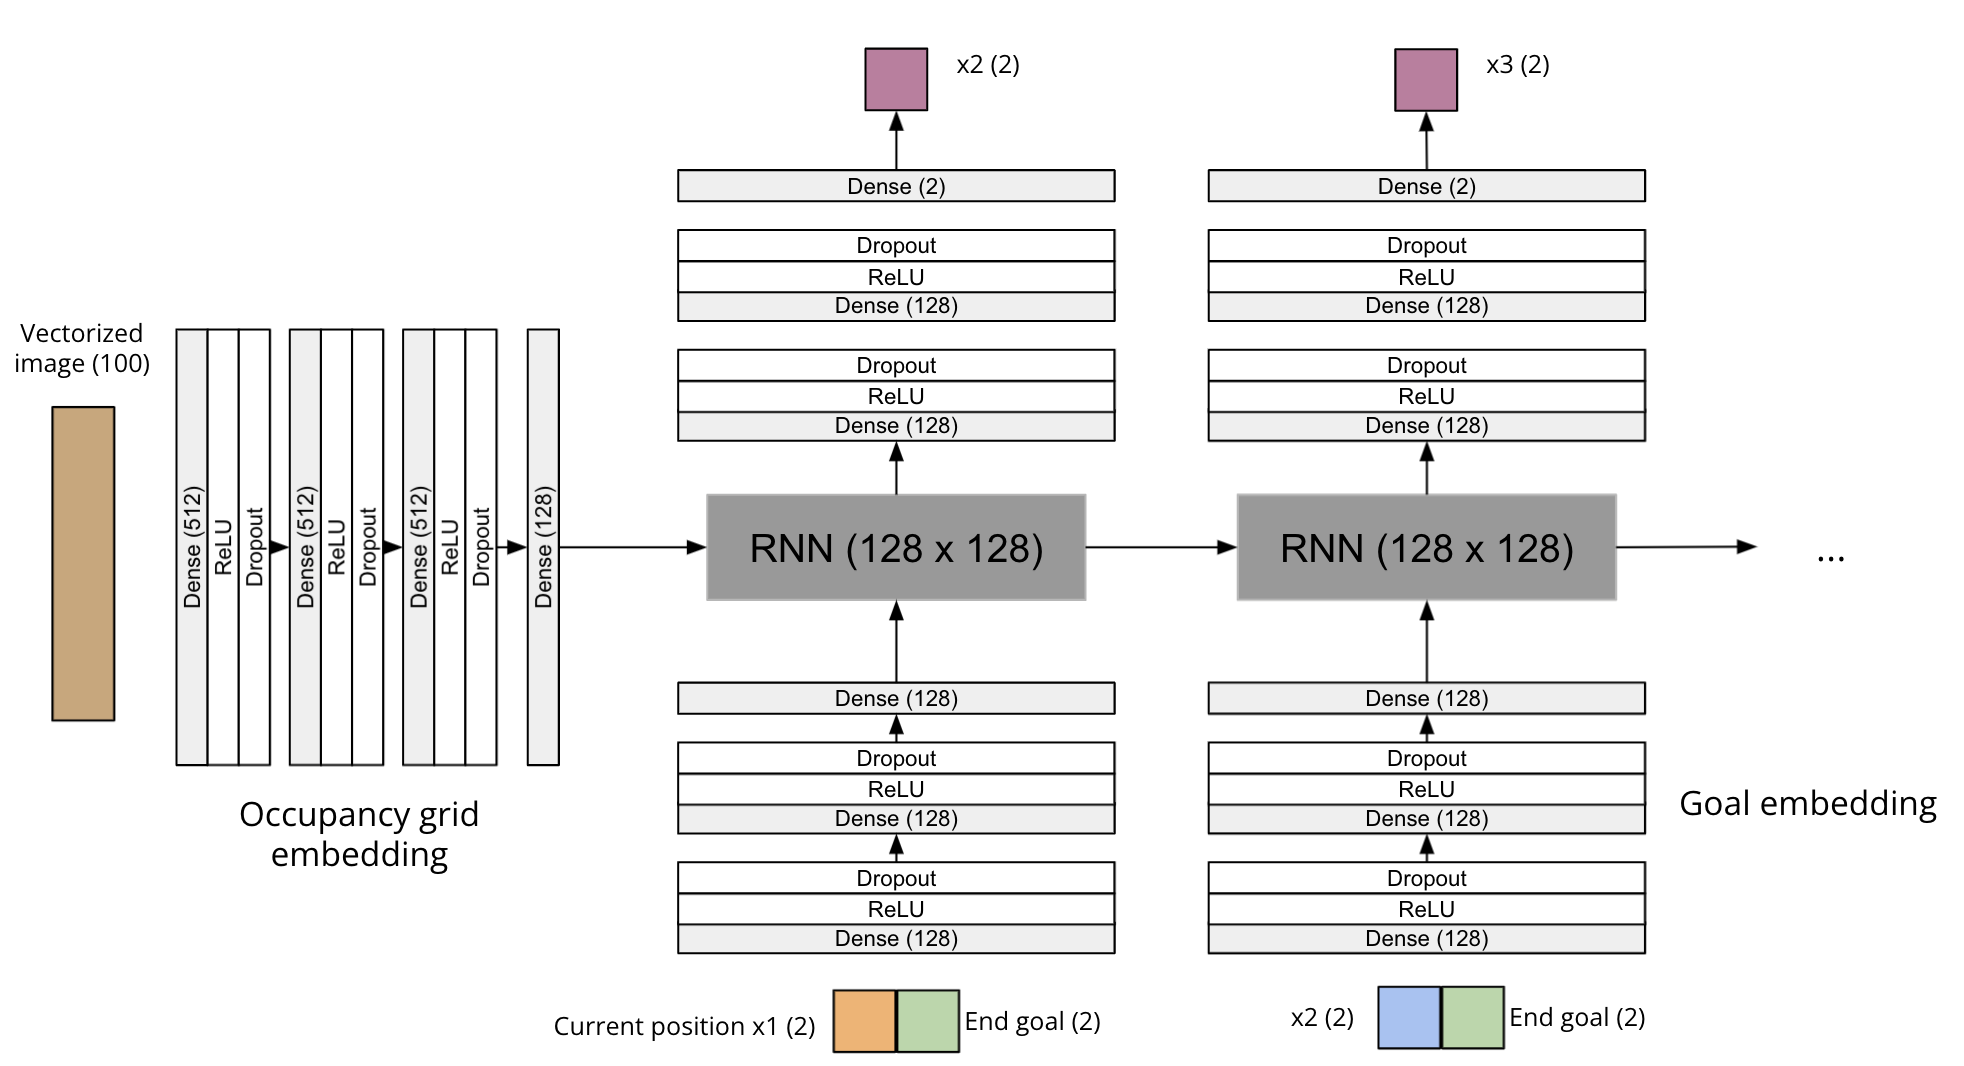 x2 (2)
x3 (2)
Dense (2)
Dense (2)
Dropout
ReLU
Dense (128)
Dropout
ReLU
Dense (128)
Dropout
ReLU
Dense (128)
Dropout
ReLU
Dense (128)
Vectorized
image (100)
Dense (512)
ReLU
Dropout
Dense (512)
ReLU
Dropout
Dense (512)
ReLU
Dropout
Dense (128)
RNN (128 x 128)
RNN (128 x 128)
...
Occupancy grid
embedding
Dense (128)
Dropout
ReLU
Dense (128)
Dropout
ReLU
Dense (128)
Dense (128)
Dropout
ReLU
Dense (128)
Dropout
ReLU
Dense (128)
Goal embedding
Current position x1 (2)
End goal (2)
x2 (2)
End goal (2)